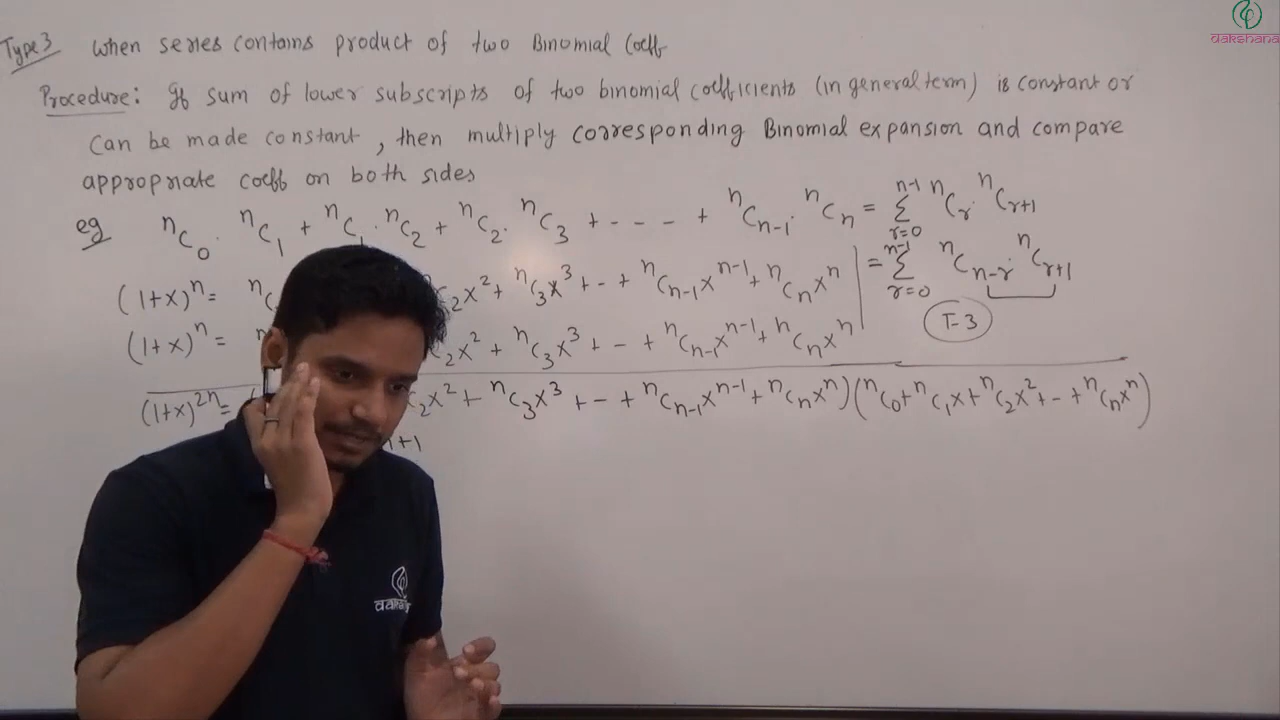 dakshana
Type 3 When series contains product of two Binomial Coeff
Procedure: If sum of lower subscripts of two binomial coefficients (in general term) is constant or
Can be made constant, then multiply corresponding Binomial expansion and compare
appropriate coeff on both sides
eg ⁿC₀. ⁿC₁ + ⁿC₁. ⁿC₂ + ⁿC₂. ⁿC₃ + - - - - + ⁿCₙ₋₁. ⁿCₙ = Σ_{r=0}^{n-1} ⁿCᵣ ⁿCᵣ₊₁
= Σ_{r=0}^{n-1} ⁿCₙ₋ᵣ. ⁿCᵣ₊₁
T-3
(1+x)ⁿ = ⁿC ₂x² + ⁿC₃x³ + - + ⁿCₙ₋₁xⁿ⁻¹ + ⁿCₙxⁿ
(1+x)ⁿ = ₂x² + ⁿC₃x³ + - + ⁿCₙ₋₁xⁿ⁻¹ + ⁿCₙxⁿ
(1+x)²ⁿ = ₂x² + ⁿC₃x³ + - + ⁿCₙ₋₁xⁿ⁻¹ + ⁿCₙxⁿ)(ⁿC₀ + ⁿC₁x + ⁿC₂x² + - + ⁿCₙxⁿ)
+1